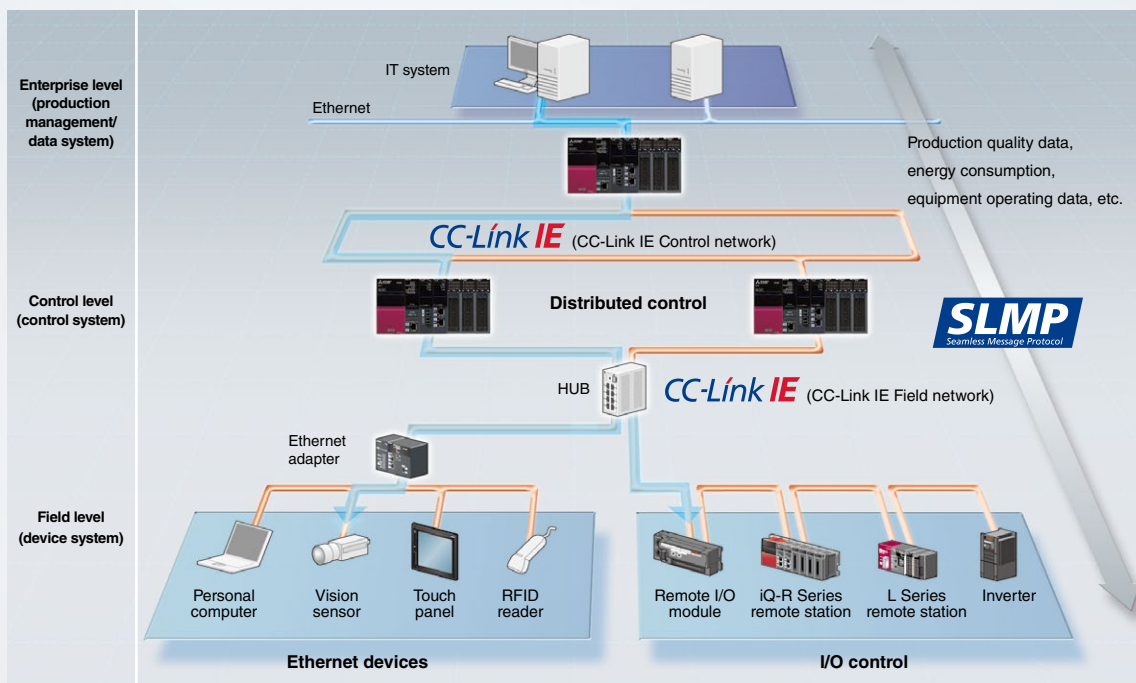 Enterprise level
(production
management/
data system)
IT system
Ethernet
Production quality data,
energy consumption,
equipment operating data, etc.
CC-Link IE (CC-Link IE Control network)
Control level
(control system)
Distributed control
SLMP
Seamless Message Protocol
HUB
CC-Link IE (CC-Link IE Field network)
Ethernet
adapter
Field level
(device system)
Personal
computer
Vision
sensor
Touch
panel
RFID
reader
Remote I/O
module
iQ-R Series
remote station
L Series
remote station
Inverter
Ethernet devices
I/O control